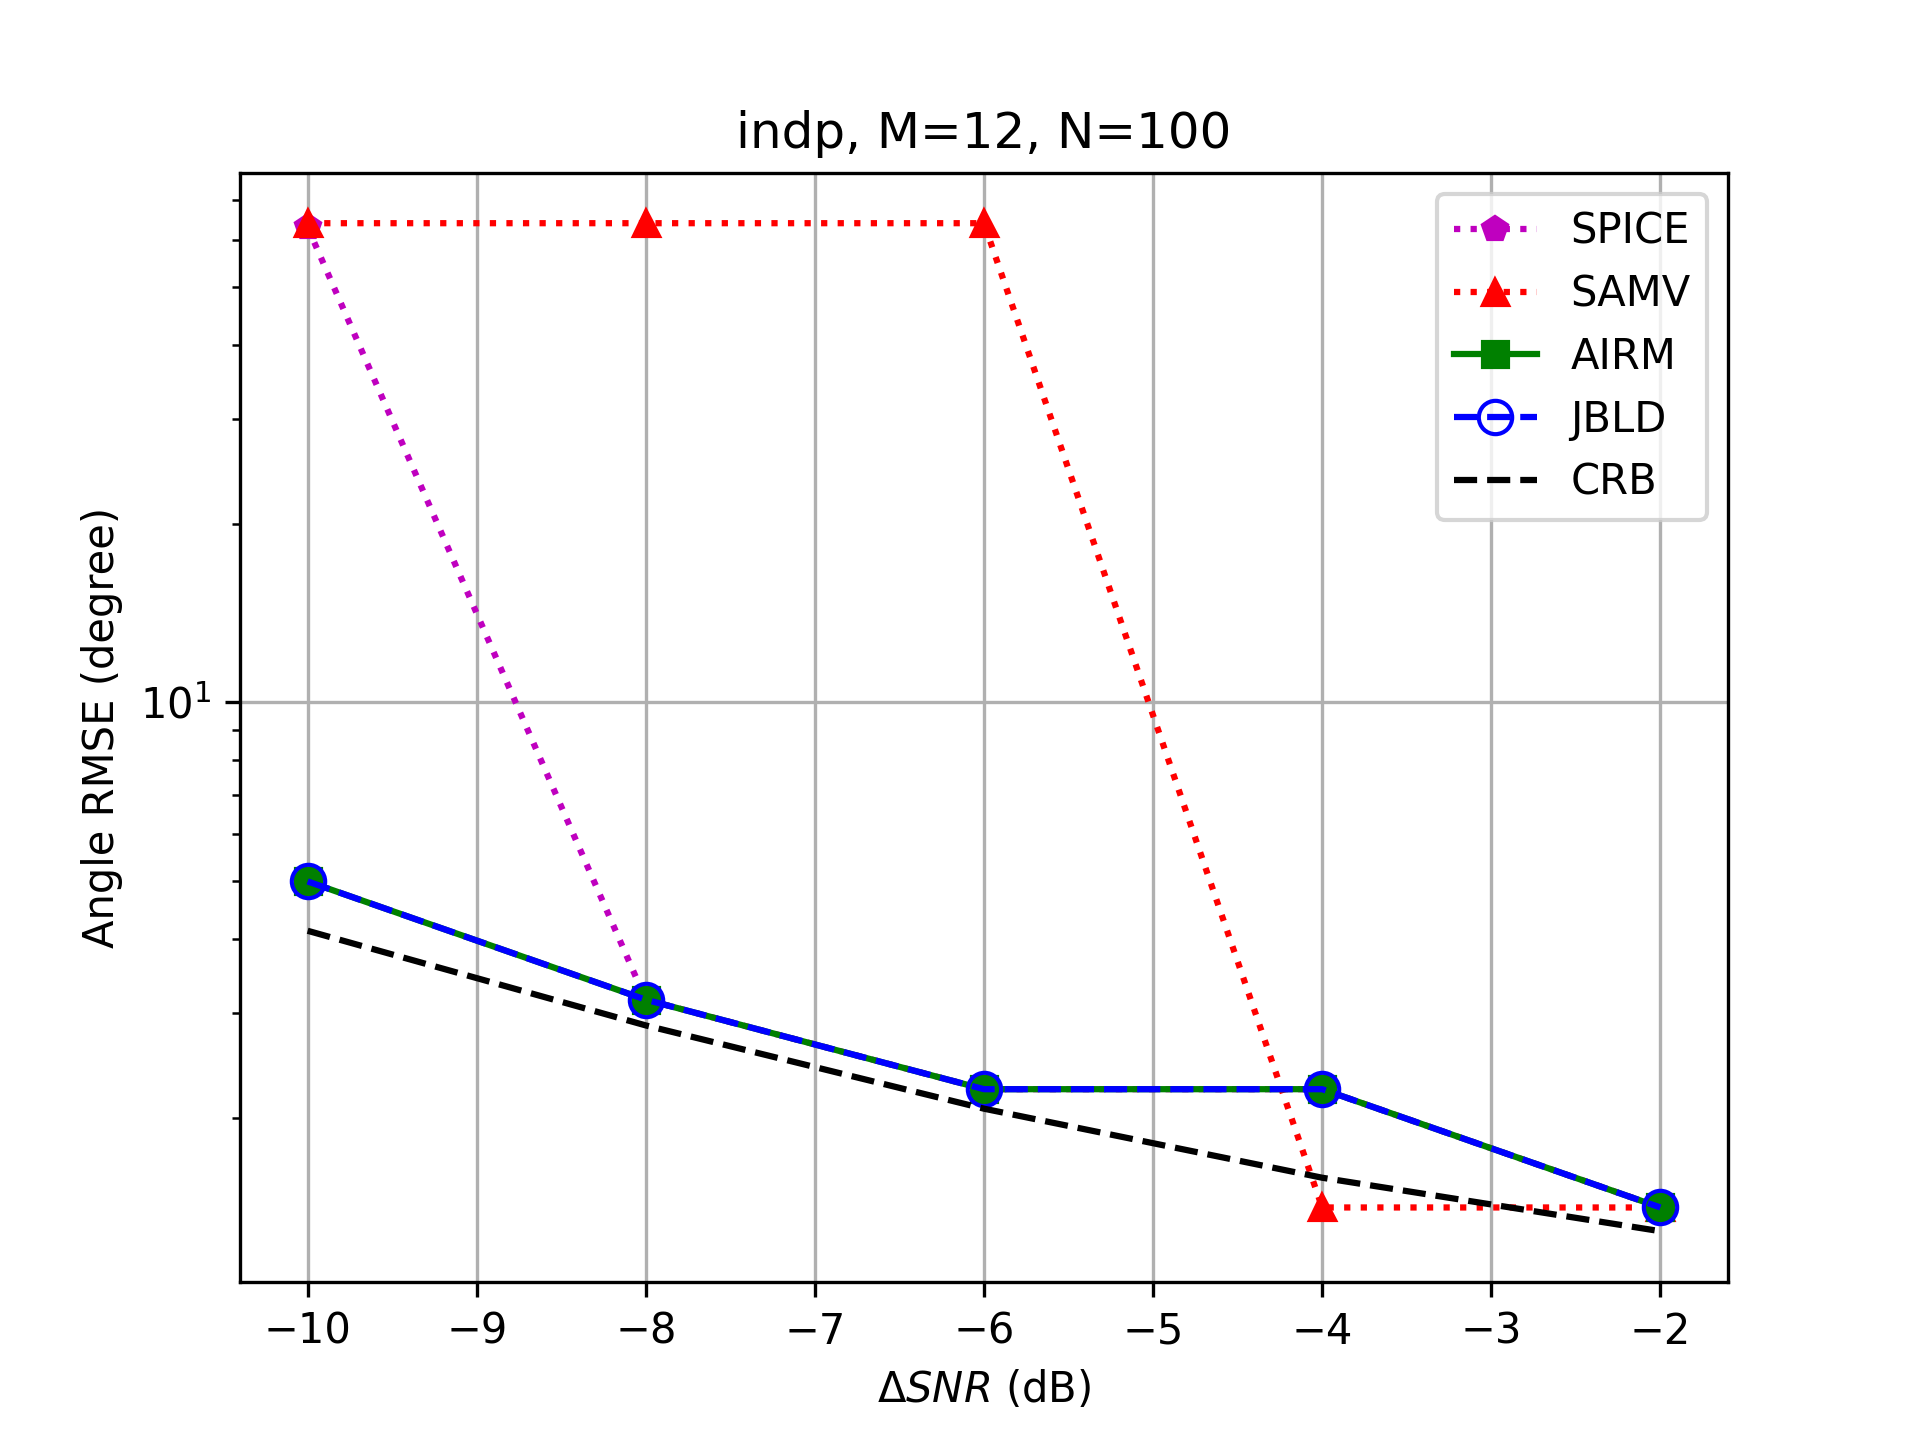 indp, M=12, N=100
SPICE
SAMV
AIRM
JBLD
CRB
Angle RMSE (degree)
10¹
−10 −9 −8 −7 −6 −5 −4 −3 −2
ΔSNR (dB)